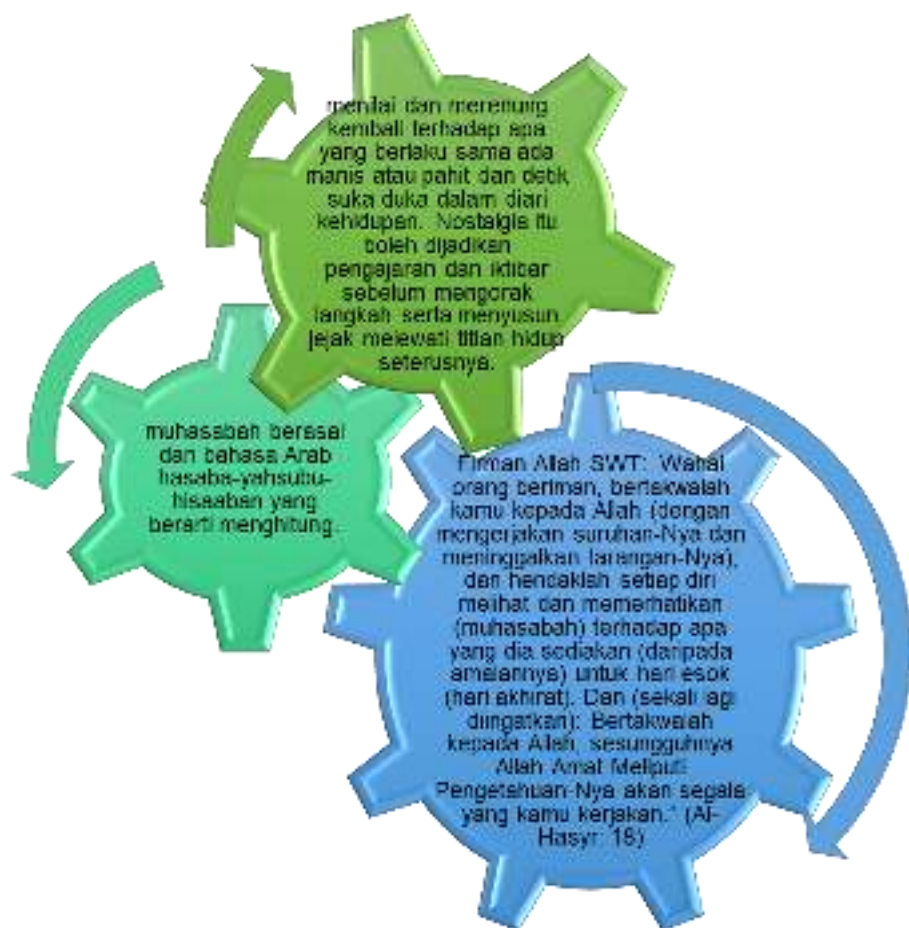 menilai dan merenung
kembali terhadap apa
yang berlaku sama ada
manis atau pahit dan detik
suka duka dalam diari
kehidupan. Nostalgia itu
boleh dijadikan
pengajaran dan iktibar
sebelum mengorak
langkah serta menyusun
jejak melewati titian hidup
seterusnya.
muhasabah berasal
dari bahasa Arab
hasaba-yahsubu-
hisaaban yang
berarti menghitung.
Firman Allah SWT: Wahai
orang beriman, bertakwalah
kamu kepada Allah (dengan
mengerjakan suruhan-Nya dan
meninggalkan larangan-Nya),
dan hendaklah setiap diri
melihat dan memerhatikan
(muhasabah) terhadap apa
yang dia sediakan (daripada
amalannya) untuk hari esok
(hari akhirat). Dan (sekali lagi
diingatkan): Bertakwalah
kepada Allah, sesungguhnya
Allah Amat Meliputi
Pengetahuan-Nya akan segala
yang kamu kerjakan." (Al-
Hasyr: 18)